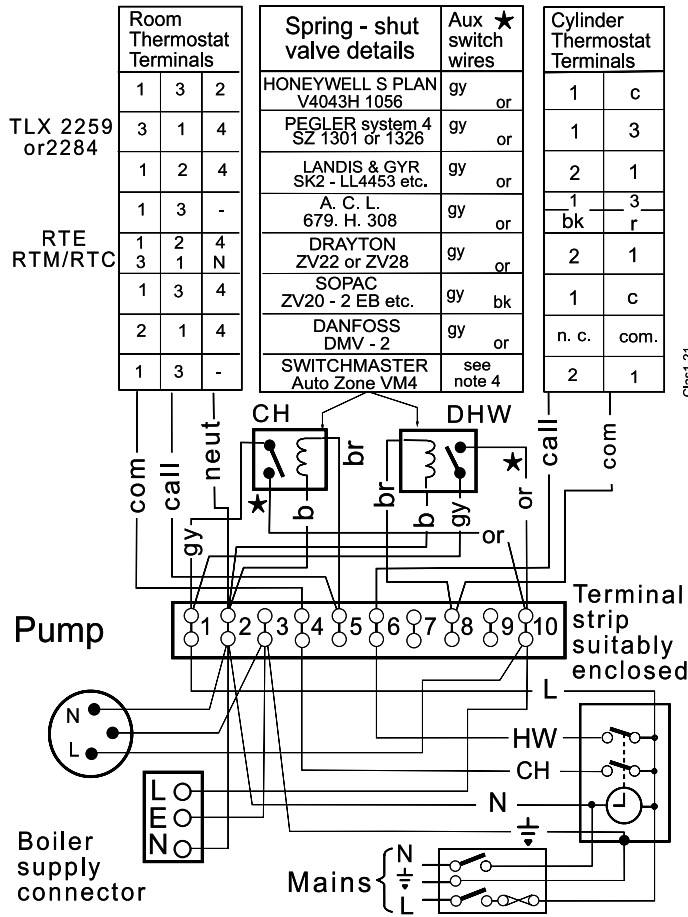 Room Thermostat Terminals
Spring - shut valve details
Aux ★ switch wires
Cylinder Thermostat Terminals
1 3 2 HONEYWELL S PLAN V4043H 1056 gy or 1 c
TLX 2259 or2284 3 1 4 PEGLER system 4 SZ 1301 or 1326 gy or 1 3
1 2 4 LANDIS & GYR SK2 - LL4453 etc. gy or 2 1
1 3 - A. C. L. 679. H. 308 gy or 1 3 bk r
RTE RTM/RTC 1 2 4 3 1 N DRAYTON ZV22 or ZV28 gy or 2 1
1 3 4 SOPAC ZV20 - 2 EB etc. gy bk 1 c
2 1 4 DANFOSS DMV - 2 gy or n. c. com.
1 3 - SWITCHMASTER Auto Zone VM4 see note 4 2 1
CH
DHW
com
call
neut
gy
★
b
br
br
b
gy
or
★
or
call
com
1 2 3 4 5 6 7 8 9 10
Terminal strip suitably enclosed
Pump
N
L
L
HW
CH
N
L
E
N
Boiler supply connector
Mains
N
L